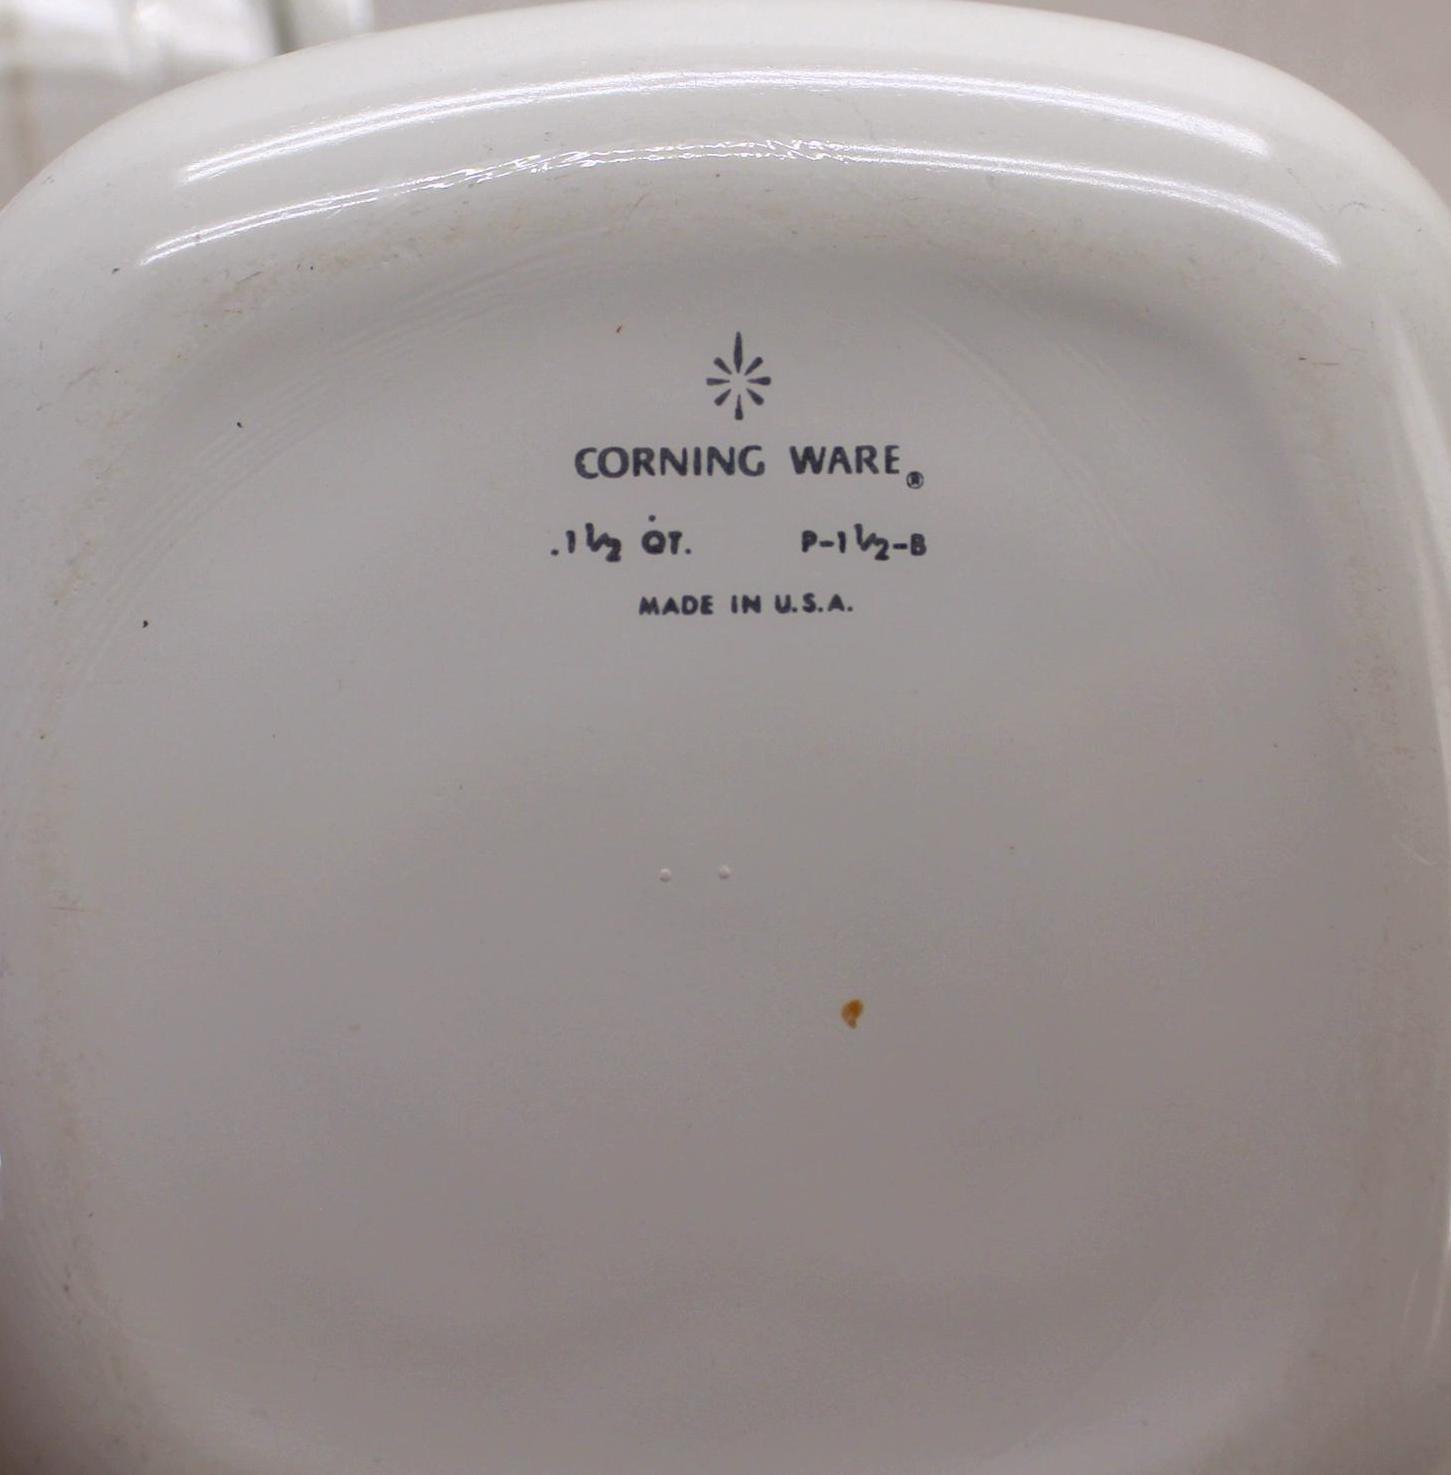 CORNING WARE®
1½ QT. P-1½-B
MADE IN U.S.A.